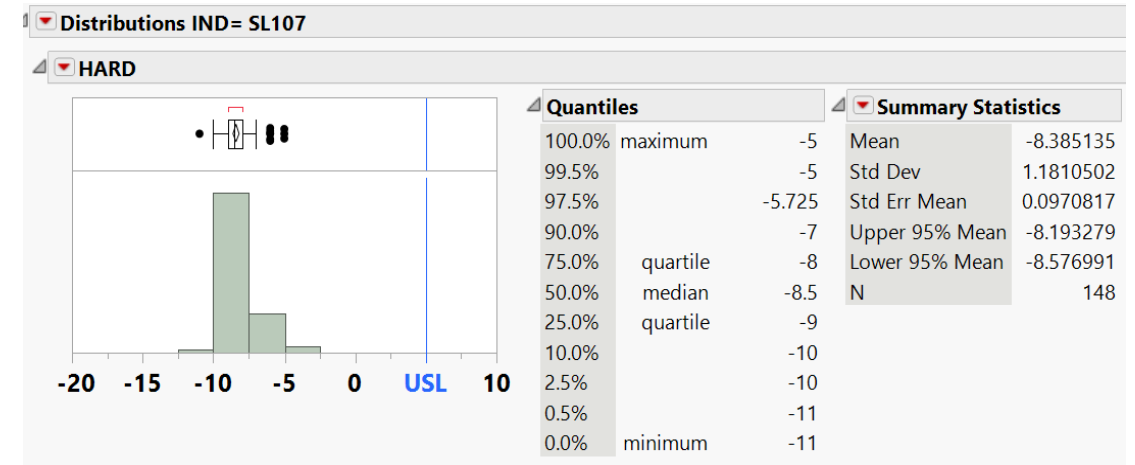 Distributions IND= SL107
HARD
-20 -15 -10 -5 0 USL 10
Quantiles
100.0% maximum -5
99.5% -5
97.5% -5.725
90.0% -7
75.0% quartile -8
50.0% median -8.5
25.0% quartile -9
10.0% -10
2.5% -10
0.5% -11
0.0% minimum -11
Summary Statistics
Mean -8.385135
Std Dev 1.1810502
Std Err Mean 0.0970817
Upper 95% Mean -8.193279
Lower 95% Mean -8.576991
N 148